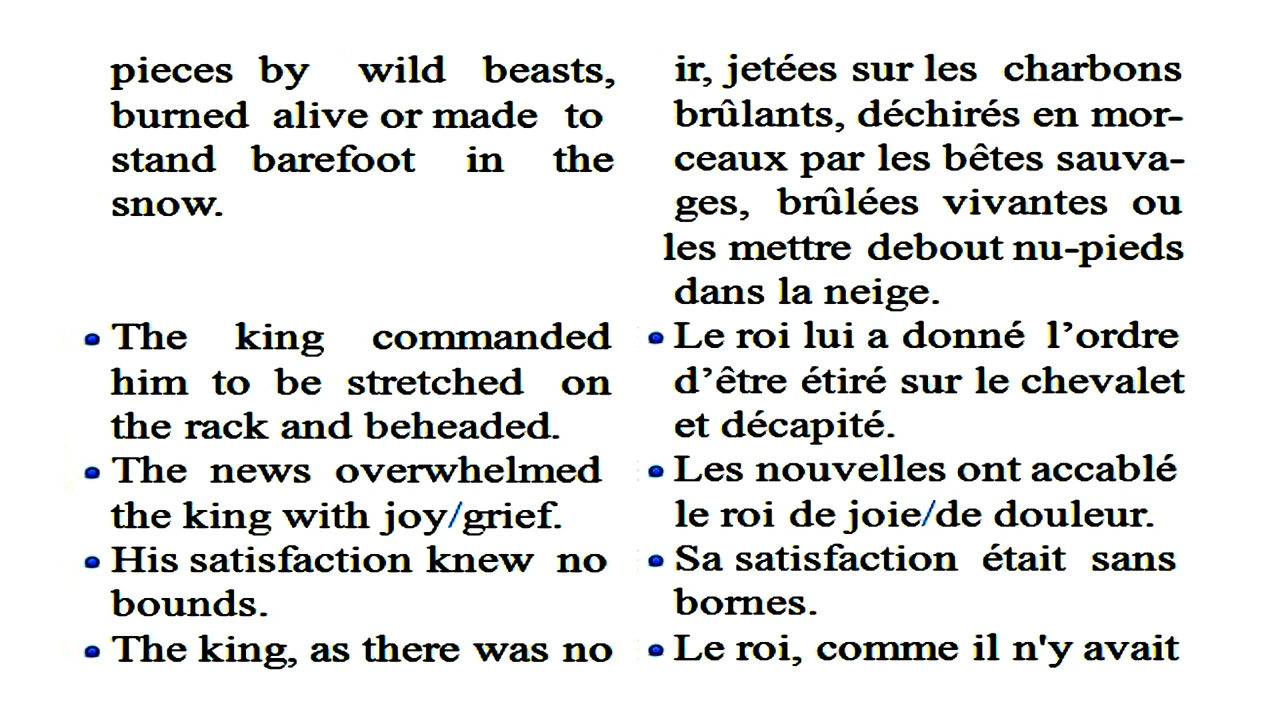 pieces by wild beasts,
burned alive or made to
stand barefoot in the
snow.
• The king commanded
him to be stretched on
the rack and beheaded.
• The news overwhelmed
the king with joy/grief.
• His satisfaction knew no
bounds.
• The king, as there was no
ir, jetées sur les charbons
brûlants, déchirés en mor-
ceaux par les bêtes sauva-
ges, brûlées vivantes ou
les mettre debout nu-pieds
dans la neige.
• Le roi lui a donné l’ordre
d’être étiré sur le chevalet
et décapité.
• Les nouvelles ont accablé
le roi de joie/de douleur.
• Sa satisfaction était sans
bornes.
• Le roi, comme il n'y avait